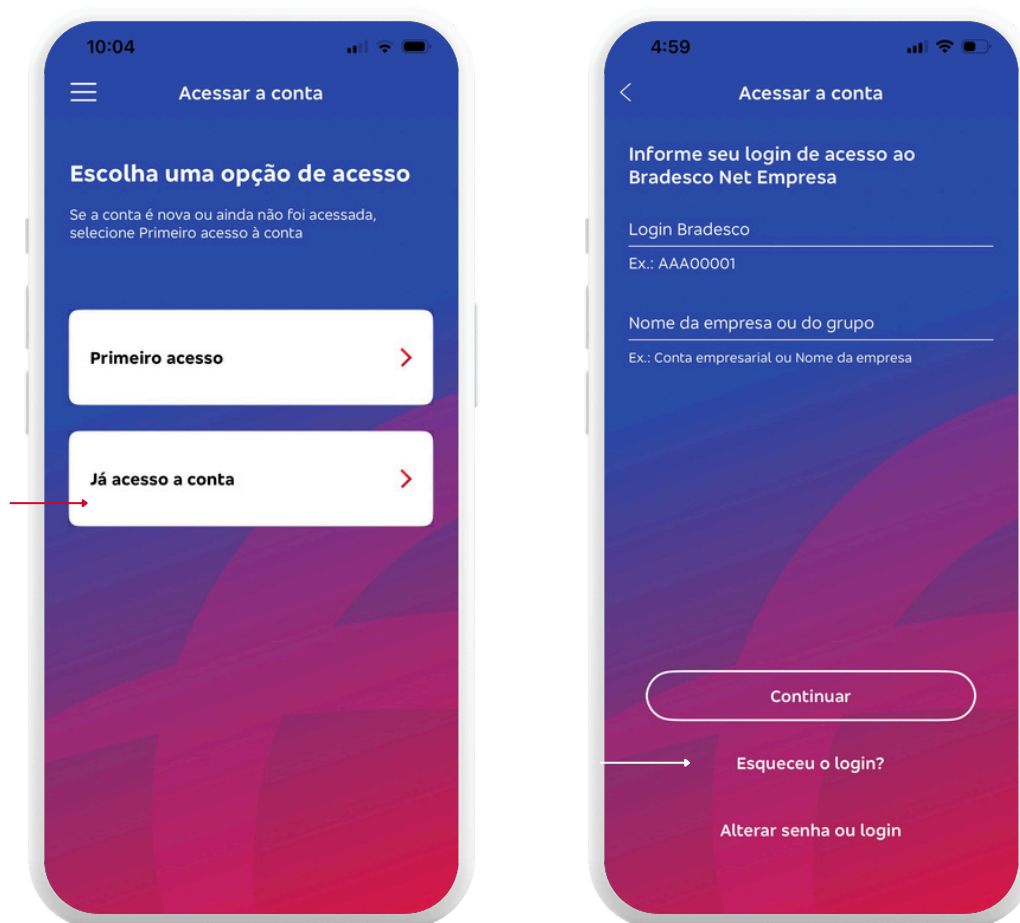 10:04
Acessar a conta
Escolha uma opção de acesso
Se a conta é nova ou ainda não foi acessada,
selecione Primeiro acesso à conta
Primeiro acesso
Já acesso a conta
4:59
Acessar a conta
Informe seu login de acesso ao
Bradesco Net Empresa
Login Bradesco
Ex.: AAA00001
Nome da empresa ou do grupo
Ex.: Conta empresarial ou Nome da empresa
Continuar
Esqueceu o login?
Alterar senha ou login